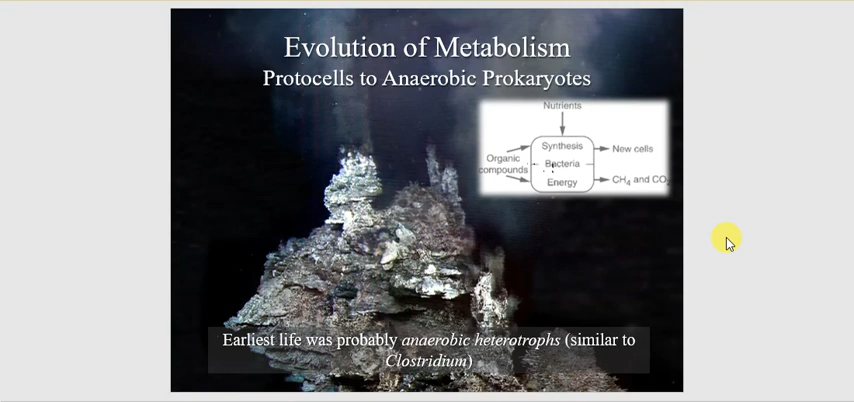 Evolution of Metabolism
Protocells to Anaerobic Prokaryotes
Nutrients
Synthesis
New cells
Organic
compounds
Bacteria
Energy
CH4 and CO2
Earliest life was probably anaerobic heterotrophs (similar to
Clostridium)